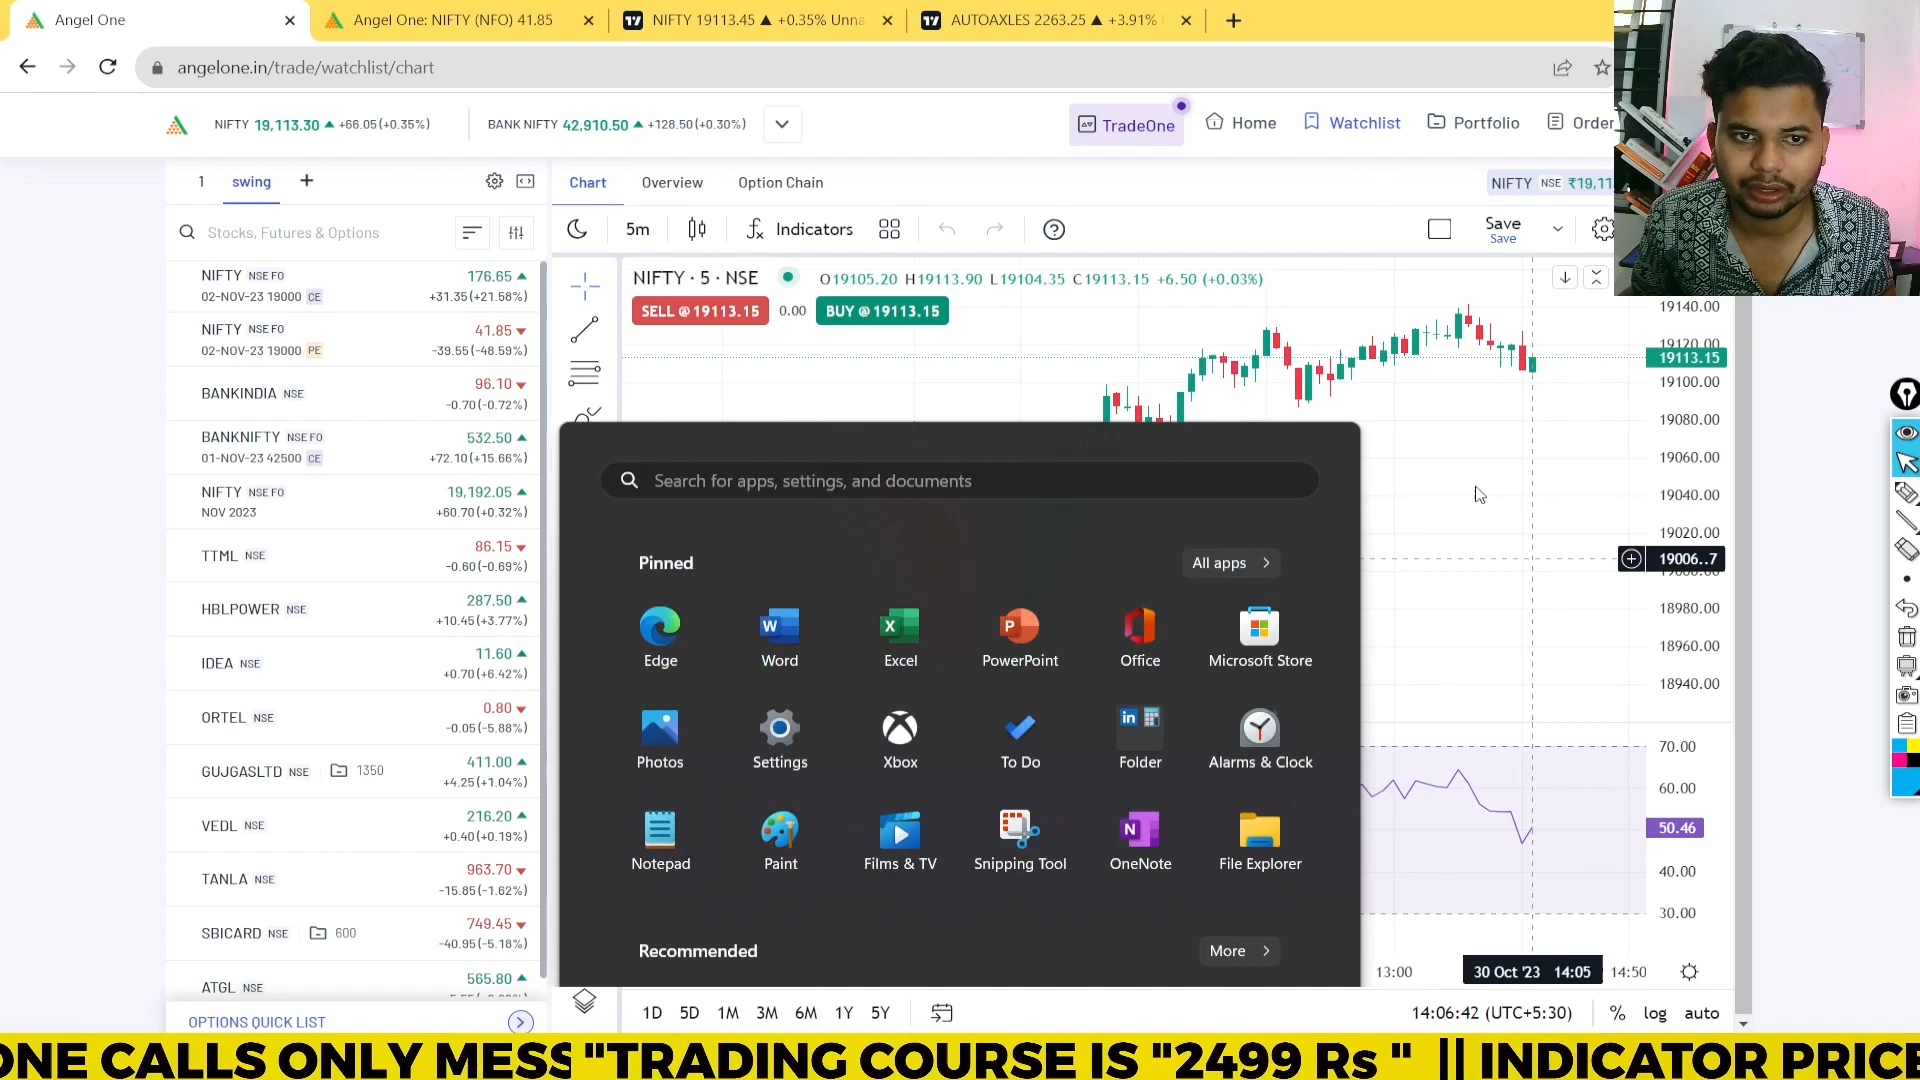 Angel One
Angel One: NIFTY (NFO) 41.85
NIFTY 19113.45 ▲ +0.35% Unna
AUTOAXLES 2263.25 ▲ +3.91%
angelone.in/trade/watchlist/chart
NIFTY 19,113.30 ▲ +66.05 (+0.35%)
BANK NIFTY 42,910.50 ▲ +128.50 (+0.30%)
TradeOne
Home
Watchlist
Portfolio
Order
1
swing
+
Chart
Overview
Option Chain
NIFTY NSE ₹19,11
Stocks, Futures & Options
5m
Indicators
Save
Save
NIFTY NSE FO 176.65 ▲
02-NOV-23 19000 CE +31.35 (+21.58%)
NIFTY NSE FO 41.85 ▼
02-NOV-23 19000 PE -39.55 (-48.59%)
BANKINDIA NSE 96.10 ▼
-0.70 (-0.72%)
BANKNIFTY NSE FO 532.50 ▲
01-NOV-23 42500 CE +72.10 (+15.66%)
NIFTY NSE FO 19,192.05 ▲
NOV 2023 +60.70 (+0.32%)
TTML NSE 86.15 ▼
-0.60 (-0.69%)
HBLPOWER NSE 287.50 ▲
+10.45 (+3.77%)
IDEA NSE 11.60 ▲
+0.70 (+6.42%)
ORTEL NSE 0.80 ▼
-0.05 (-5.88%)
GUJGASLTD NSE 1350 411.00 ▲
+4.25 (+1.04%)
VEDL NSE 216.20 ▲
+0.40 (+0.19%)
TANLA NSE 963.70 ▼
-15.85 (-1.62%)
SBICARD NSE 600 749.45 ▼
-40.95 (-5.18%)
ATGL NSE 565.80 ▲
OPTIONS QUICK LIST
NIFTY · 5 · NSE
O19105.20 H19113.90 L19104.35 C19113.15 +6.50 (+0.03%)
SELL @ 19113.15
0.00
BUY @ 19113.15
19140.00
19120.00
19113.15
19100.00
19080.00
19060.00
19040.00
19020.00
19006..7
19000.00
18980.00
18960.00
18940.00
70.00
60.00
50.46
40.00
30.00
Search for apps, settings, and documents
Pinned
All apps
Edge
Word
Excel
PowerPoint
Office
Microsoft Store
Photos
Settings
Xbox
To Do
Folder
Alarms & Clock
Notepad
Paint
Films & TV
Snipping Tool
OneNote
File Explorer
Recommended
More
13:00
30 Oct '23 14:05
14:50
1D 5D 1M 3M 6M 1Y 5Y
14:06:42 (UTC+5:30)
% log auto
ONE CALLS ONLY MESS "TRADING COURSE IS "2499 Rs " || INDICATOR PRICE